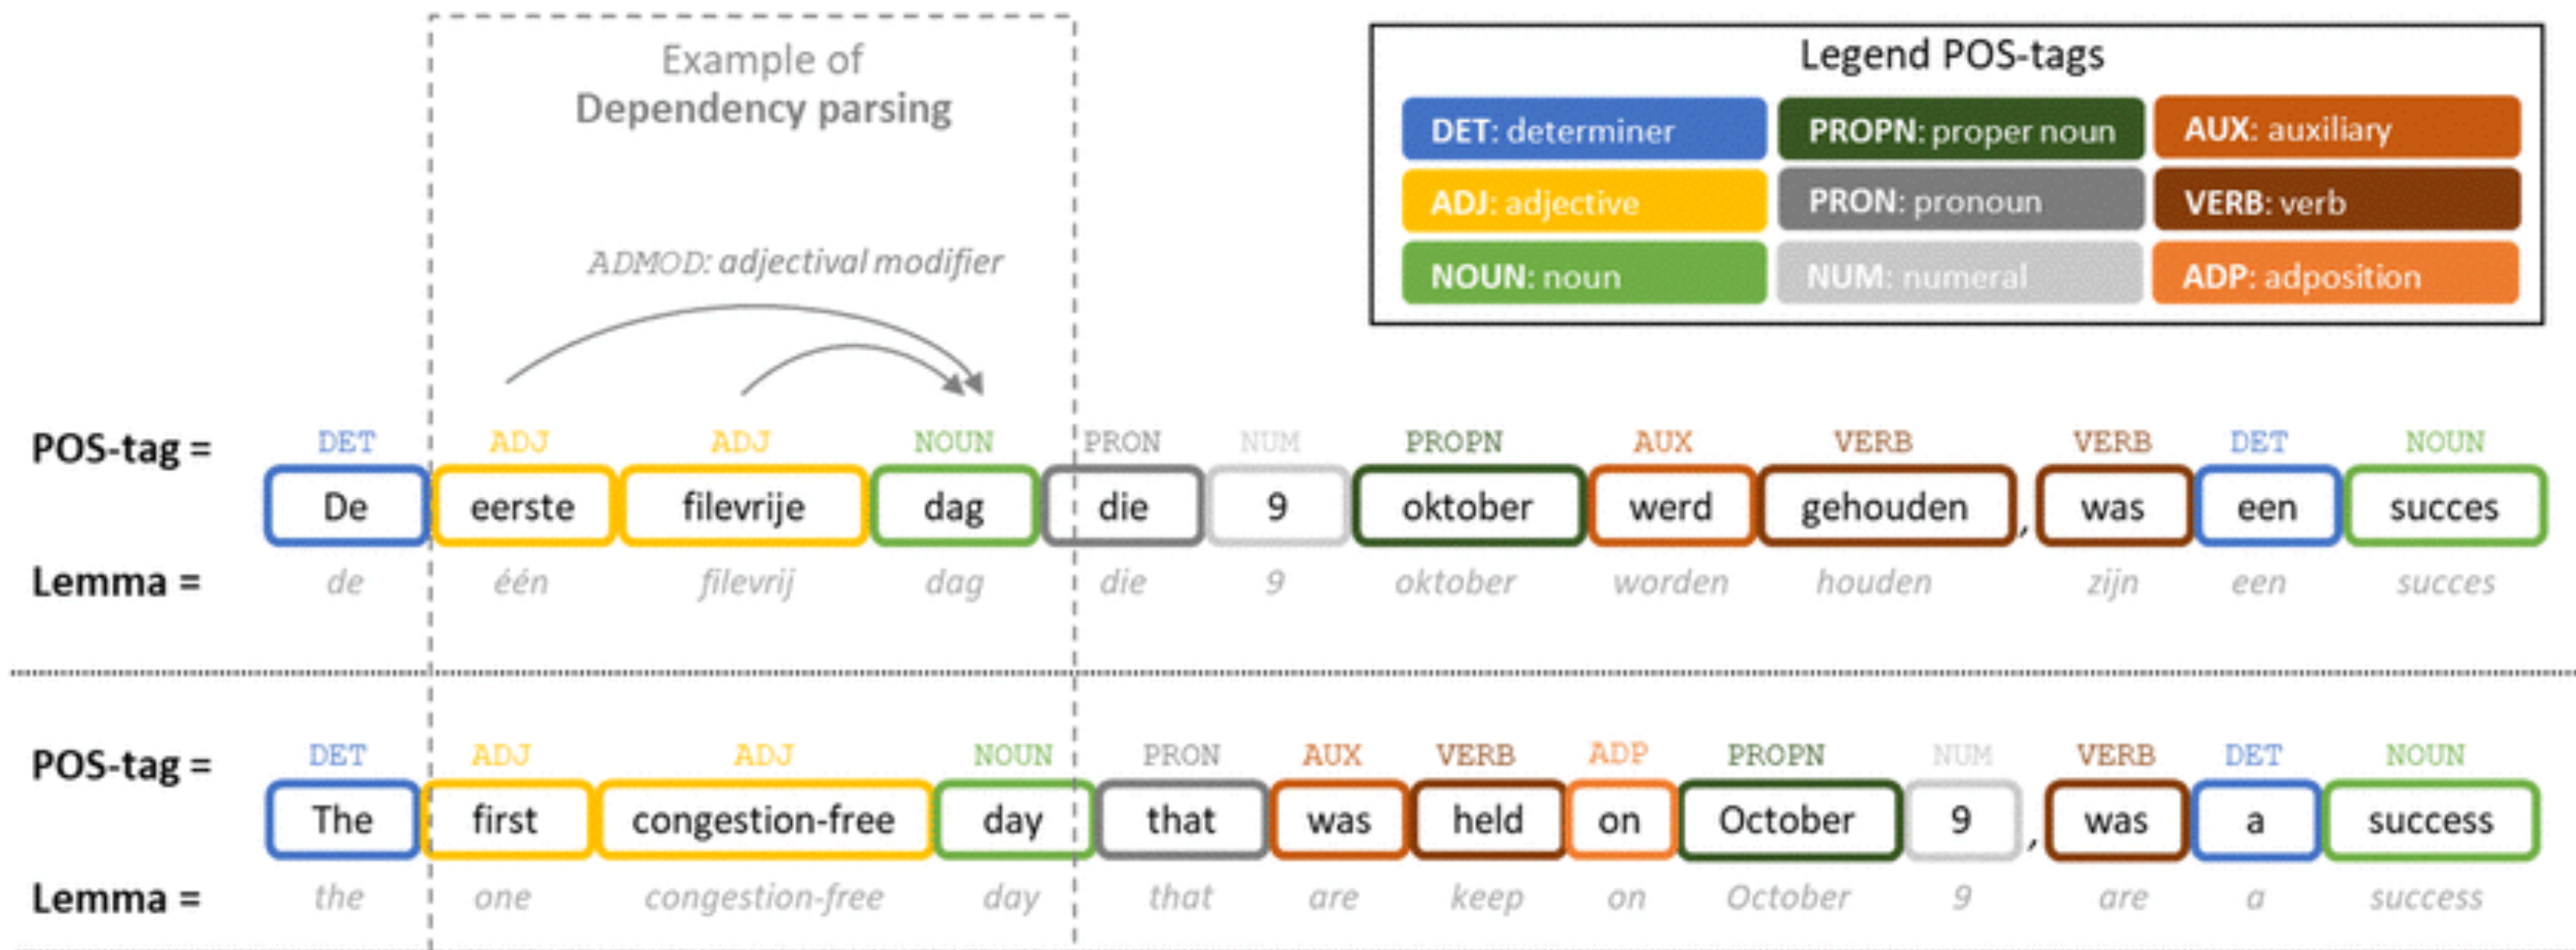 Example of
Dependency parsing
ADMOD: adjectival modifier
Legend POS-tags
DET: determiner PROPN: proper noun AUX: auxiliary
ADJ: adjective PRON: pronoun VERB: verb
NOUN: noun NUM: numeral ADP: adposition
POS-tag = DET ADJ ADJ NOUN PRON NUM PROPN AUX VERB VERB DET NOUN
De eerste filevrije dag die 9 oktober werd gehouden , was een succes
Lemma = de één filevrij dag die 9 oktober worden houden zijn een succes
POS-tag = DET ADJ ADJ NOUN PRON AUX VERB ADP PROPN NUM VERB DET NOUN
The first congestion-free day that was held on October 9 , was a success
Lemma = the one congestion-free day that are keep on October 9 are a success